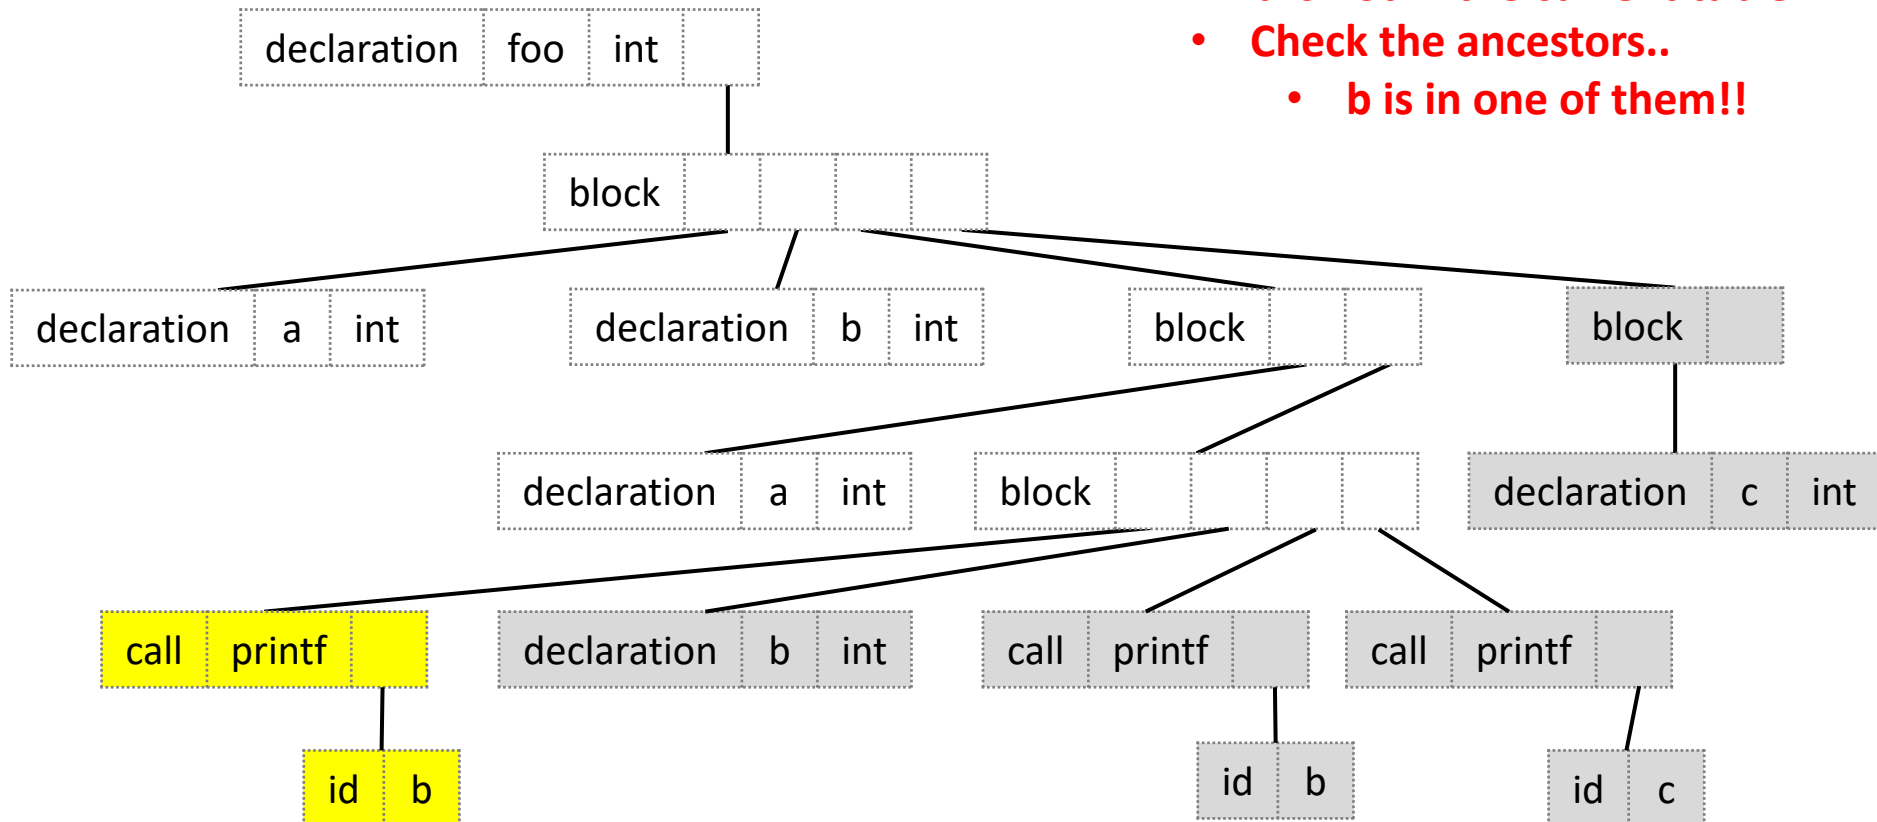 declaration foo int
• Check the ancestors..
• b is in one of them!!
block
declaration a int
declaration b int
block
block
declaration a int
block
declaration c int
call printf
declaration b int
call printf
call printf
id b
id b
id c